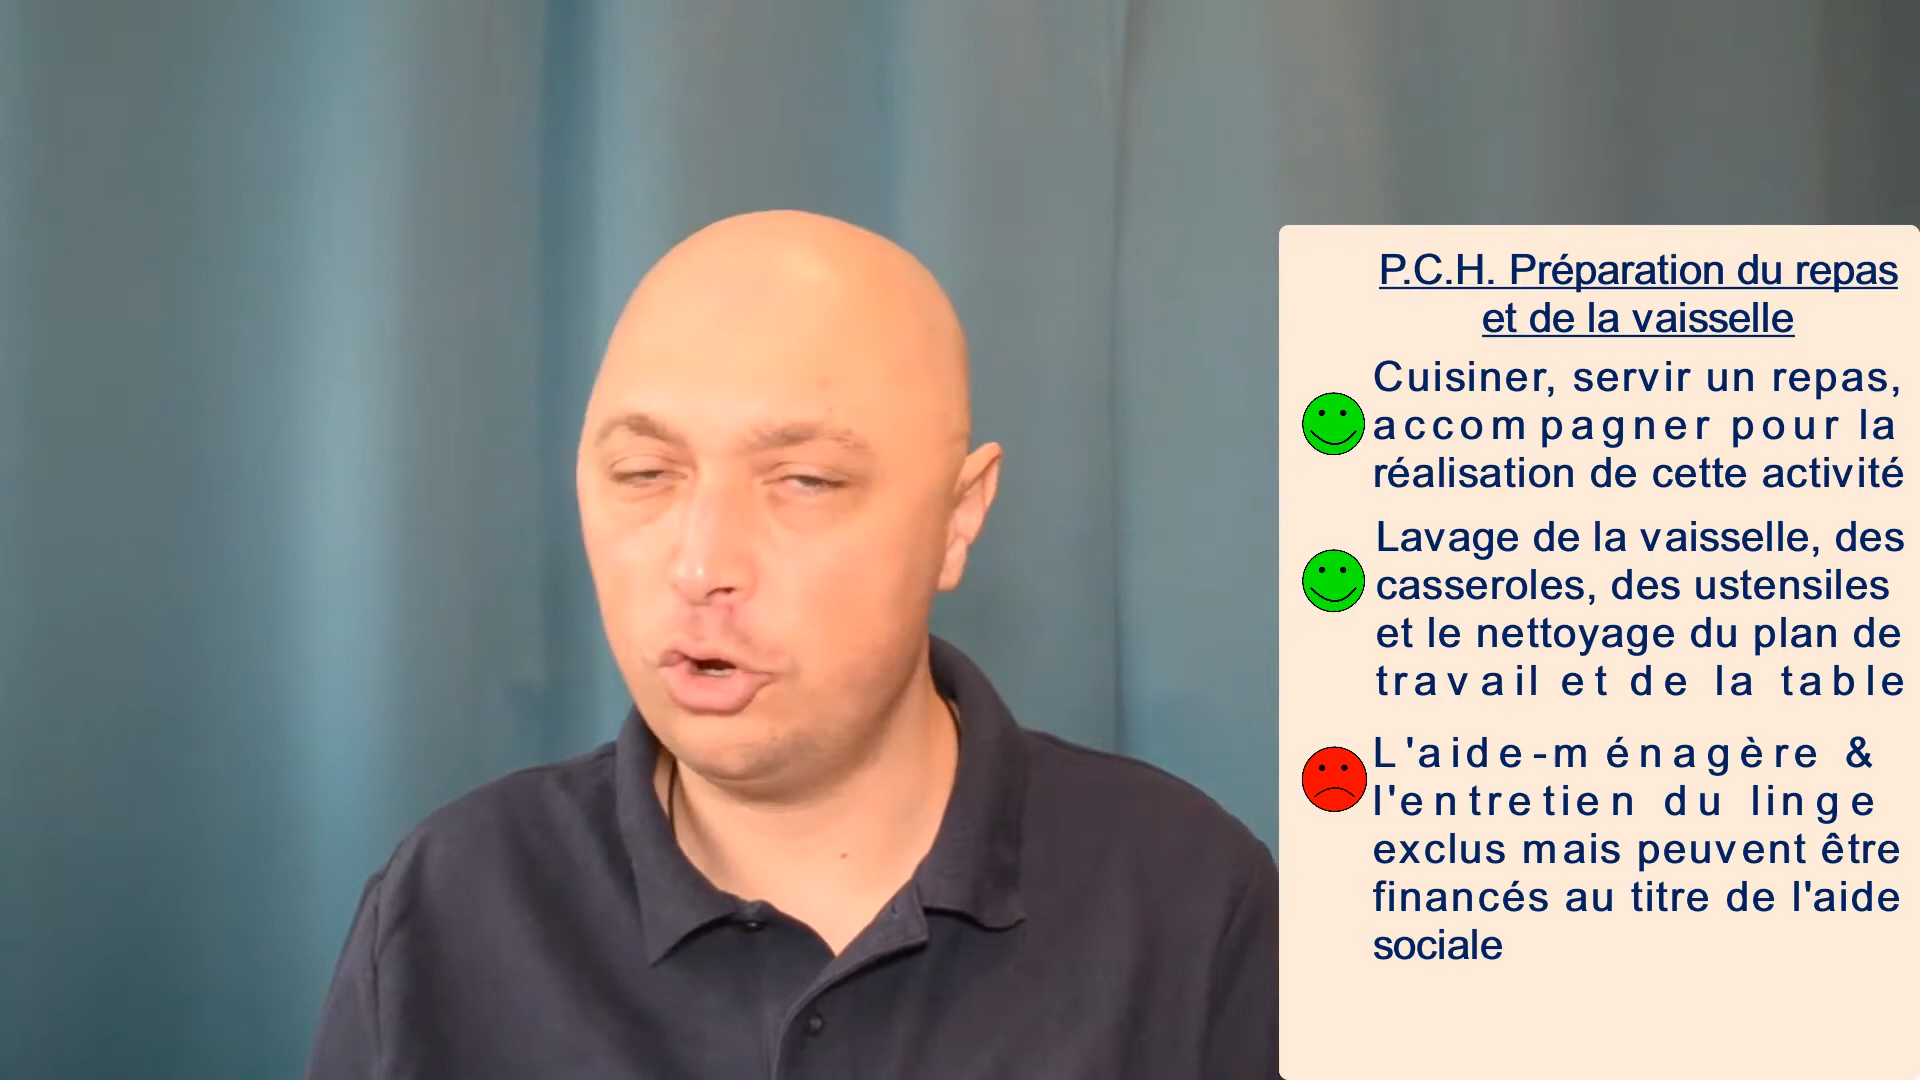 P.C.H. Préparation du repas
et de la vaisselle
Cuisiner, servir un repas,
accompagner pour la
réalisation de cette activité
Lavage de la vaisselle, des
casseroles, des ustensiles
et le nettoyage du plan de
travail et de la table
L'aide-ménagère &
l'entretien du linge
exclus mais peuvent être
financés au titre de l'aide
sociale